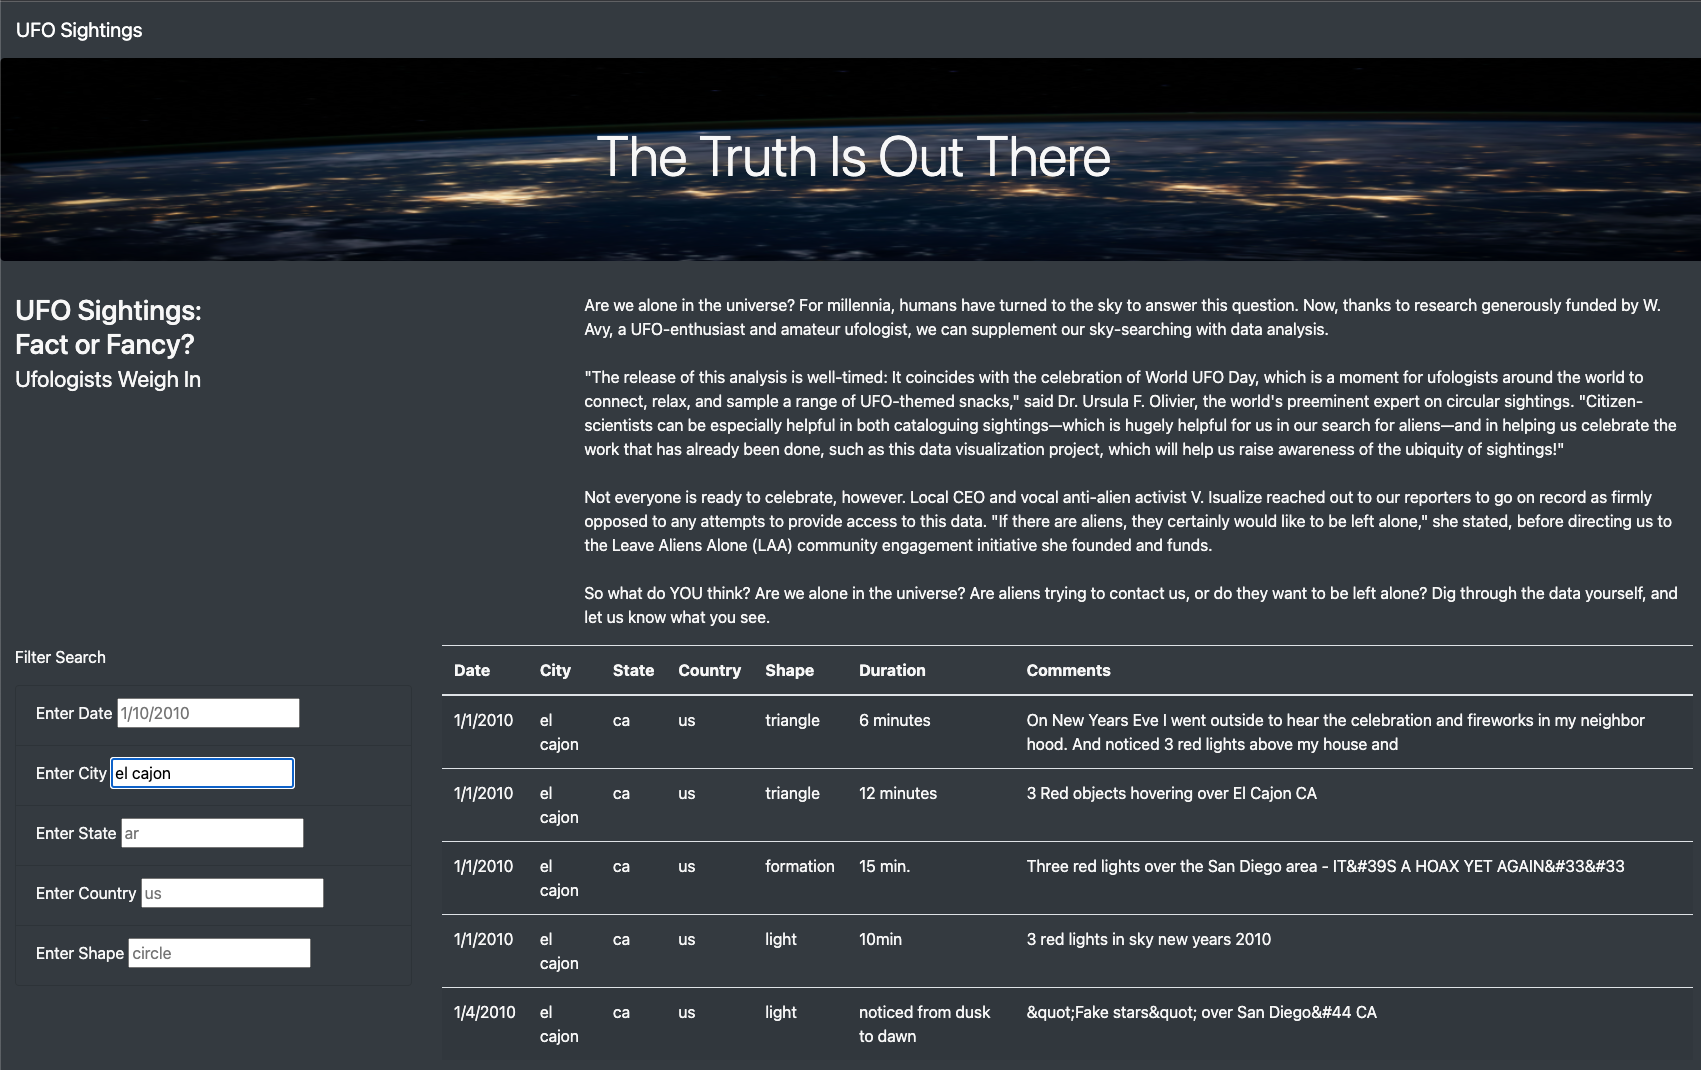 UFO Sightings
The Truth Is Out There
UFO Sightings:
Fact or Fancy?
Ufologists Weigh In
Are we alone in the universe? For millennia, humans have turned to the sky to answer this question. Now, thanks to research generously funded by W.
Avy, a UFO-enthusiast and amateur ufologist, we can supplement our sky-searching with data analysis.
"The release of this analysis is well-timed: It coincides with the celebration of World UFO Day, which is a moment for ufologists around the world to
connect, relax, and sample a range of UFO-themed snacks," said Dr. Ursula F. Olivier, the world's preeminent expert on circular sightings. "Citizen-
scientists can be especially helpful in both cataloguing sightings—which is hugely helpful for us in our search for aliens—and in helping us celebrate the
work that has already been done, such as this data visualization project, which will help us raise awareness of the ubiquity of sightings!"
Not everyone is ready to celebrate, however. Local CEO and vocal anti-alien activist V. Isualize reached out to our reporters to go on record as firmly
opposed to any attempts to provide access to this data. "If there are aliens, they certainly would like to be left alone," she stated, before directing us to
the Leave Aliens Alone (LAA) community engagement initiative she founded and funds.
So what do YOU think? Are we alone in the universe? Are aliens trying to contact us, or do they want to be left alone? Dig through the data yourself, and
let us know what you see.
Filter Search
Enter Date 1/10/2010
Enter City el cajon
Enter State ar
Enter Country us
Enter Shape circle
Date City State Country Shape Duration Comments
1/1/2010 el ca us triangle 6 minutes On New Years Eve I went outside to hear the celebration and fireworks in my neighbor
cajon hood. And noticed 3 red lights above my house and
1/1/2010 el ca us triangle 12 minutes 3 Red objects hovering over El Cajon CA
cajon
1/1/2010 el ca us formation 15 min. Three red lights over the San Diego area - IT&#39S A HOAX YET AGAIN&#33&#33
cajon
1/1/2010 el ca us light 10min 3 red lights in sky new years 2010
cajon
1/4/2010 el ca us light noticed from dusk &quot;Fake stars&quot; over San Diego&#44 CA
cajon to dawn